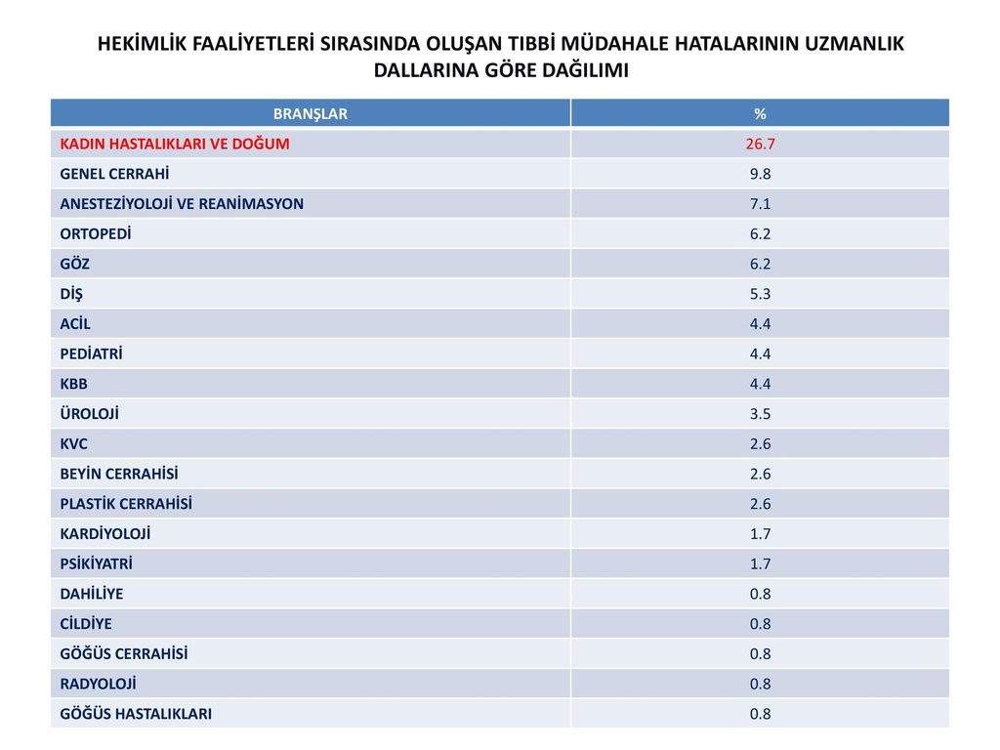 HEKİMLİK FAALİYETLERİ SIRASINDA OLUŞAN TIBBİ MÜDAHALE HATALARININ UZMANLIK
DALLARINA GÖRE DAĞILIMI
BRANŞLAR %
KADIN HASTALIKLARI VE DOĞUM 26.7
GENEL CERRAHİ 9.8
ANESTEZİYOLOJİ VE REANİMASYON 7.1
ORTOPEDİ 6.2
GÖZ 6.2
DİŞ 5.3
ACİL 4.4
PEDİATRİ 4.4
KBB 4.4
ÜROLOJİ 3.5
KVC 2.6
BEYİN CERRAHİSİ 2.6
PLASTİK CERRAHİSİ 2.6
KARDİYOLOJİ 1.7
PSİKİYATRİ 1.7
DAHİLİYE 0.8
CİLDİYE 0.8
GÖĞÜS CERRAHİSİ 0.8
RADYOLOJİ 0.8
GÖĞÜS HASTALIKLARI 0.8